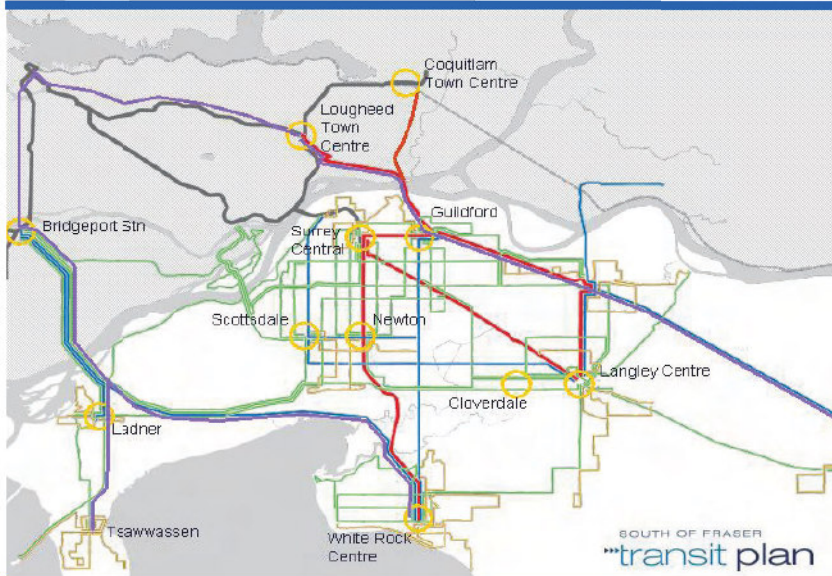 Coquitlam
Town Centre
Lougheed
Town
Centre
Bridgeport Stn
Guildford
Surrey
Central
Scottsdale
Newton
Langley Centre
Cloverdale
Ladner
Tsawwassen
White Rock
Centre
SOUTH OF FRASER
transit plan